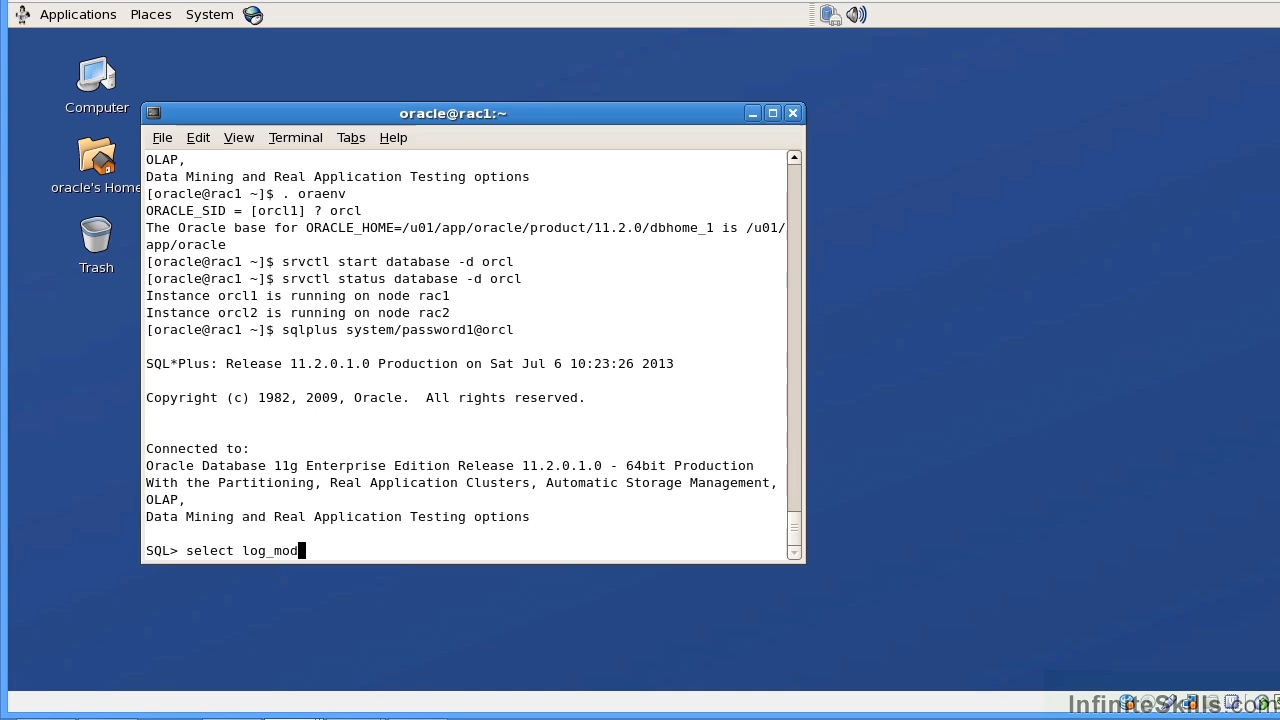 Applications Places System
Computer
oracle's Home
Trash
oracle@rac1:~
File Edit View Terminal Tabs Help
OLAP,
Data Mining and Real Application Testing options
[oracle@rac1 ~]$ . oraenv
ORACLE_SID = [orcl1] ? orcl
The Oracle base for ORACLE_HOME=/u01/app/oracle/product/11.2.0/dbhome_1 is /u01/
app/oracle
[oracle@rac1 ~]$ srvctl start database -d orcl
[oracle@rac1 ~]$ srvctl status database -d orcl
Instance orcl1 is running on node rac1
Instance orcl2 is running on node rac2
[oracle@rac1 ~]$ sqlplus system/password1@orcl
SQL*Plus: Release 11.2.0.1.0 Production on Sat Jul 6 10:23:26 2013
Copyright (c) 1982, 2009, Oracle.  All rights reserved.
Connected to:
Oracle Database 11g Enterprise Edition Release 11.2.0.1.0 - 64bit Production
With the Partitioning, Real Application Clusters, Automatic Storage Management,
OLAP,
Data Mining and Real Application Testing options
SQL> select log_mod
InfiniteSkills.com